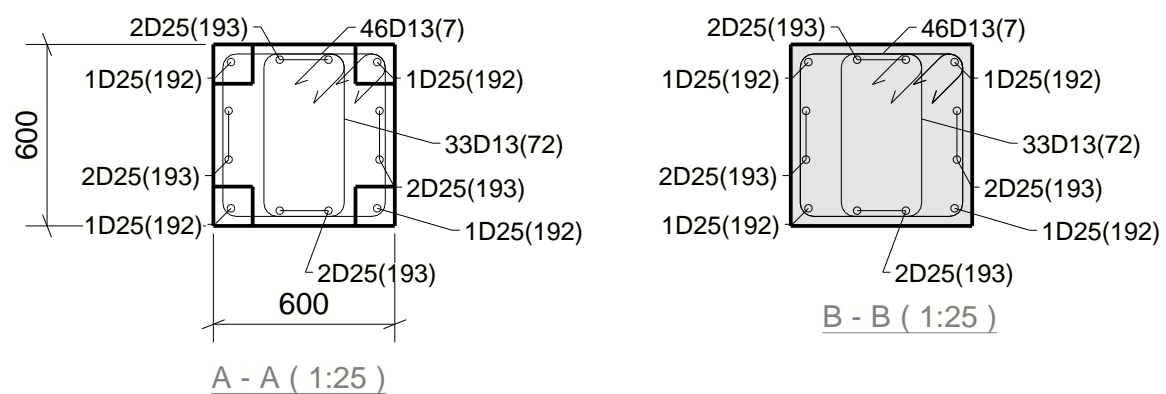 2D25(193)
46D13(7)
1D25(192)
1D25(192)
600
33D13(72)
2D25(193)
2D25(193)
1D25(192)
1D25(192)
2D25(193)
600
A - A ( 1:25 )
2D25(193)
46D13(7)
1D25(192)
1D25(192)
33D13(72)
2D25(193)
2D25(193)
1D25(192)
1D25(192)
2D25(193)
B - B ( 1:25 )